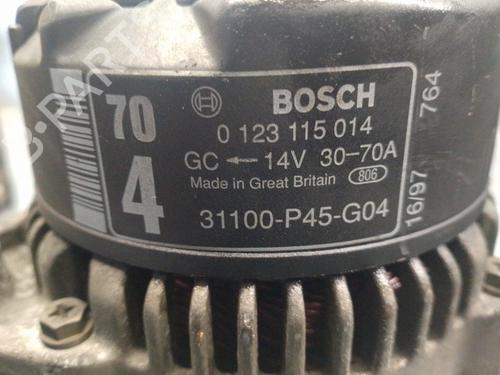 70
4
BOSCH
0 123 115 014
GC ← 14V 30-70A
Made in Great Britain 806
31100-P45-G04
16/97 764